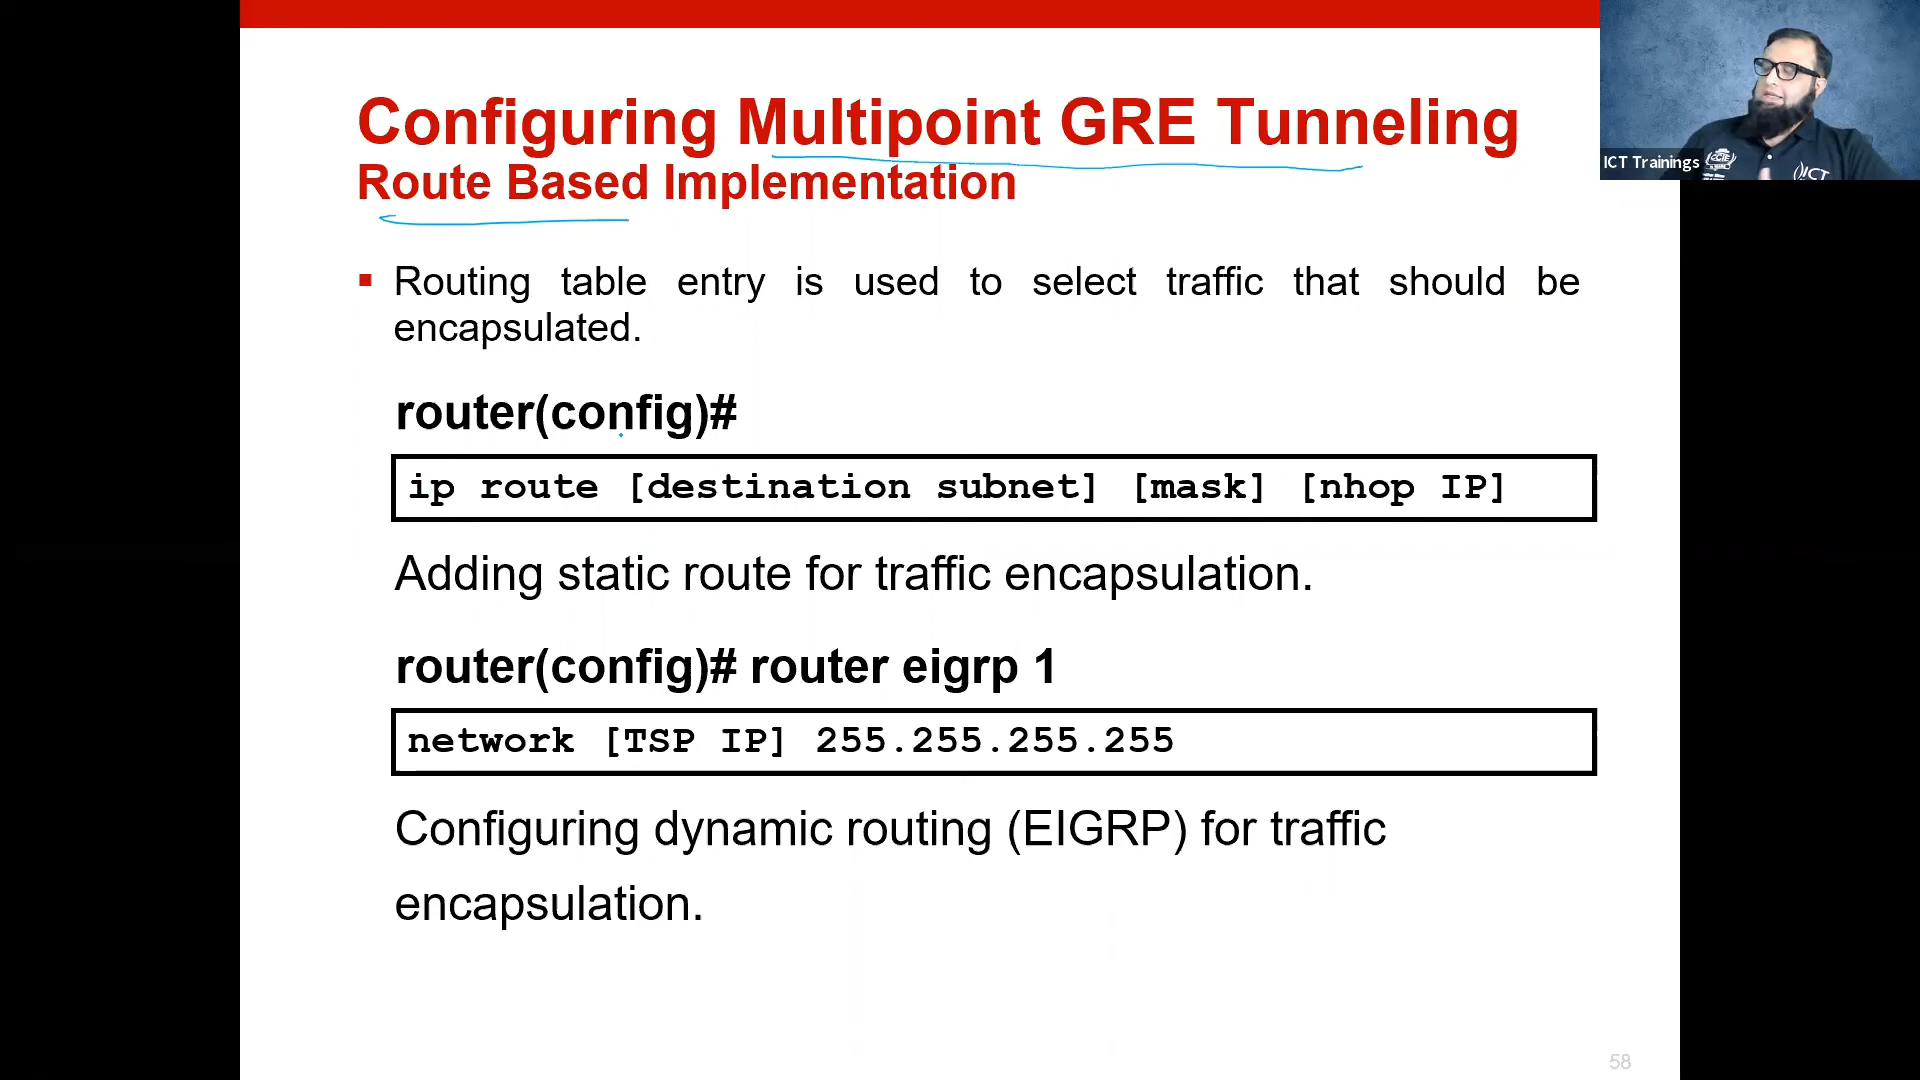 Configuring Multipoint GRE Tunneling
Route Based Implementation
Routing table entry is used to select traffic that should be
encapsulated.
router(config)#
ip route [destination subnet] [mask] [nhop IP]
Adding static route for traffic encapsulation.
router(config)# router eigrp 1
network [TSP IP] 255.255.255.255
Configuring dynamic routing (EIGRP) for traffic
encapsulation.
58
ICT Trainings
ICT